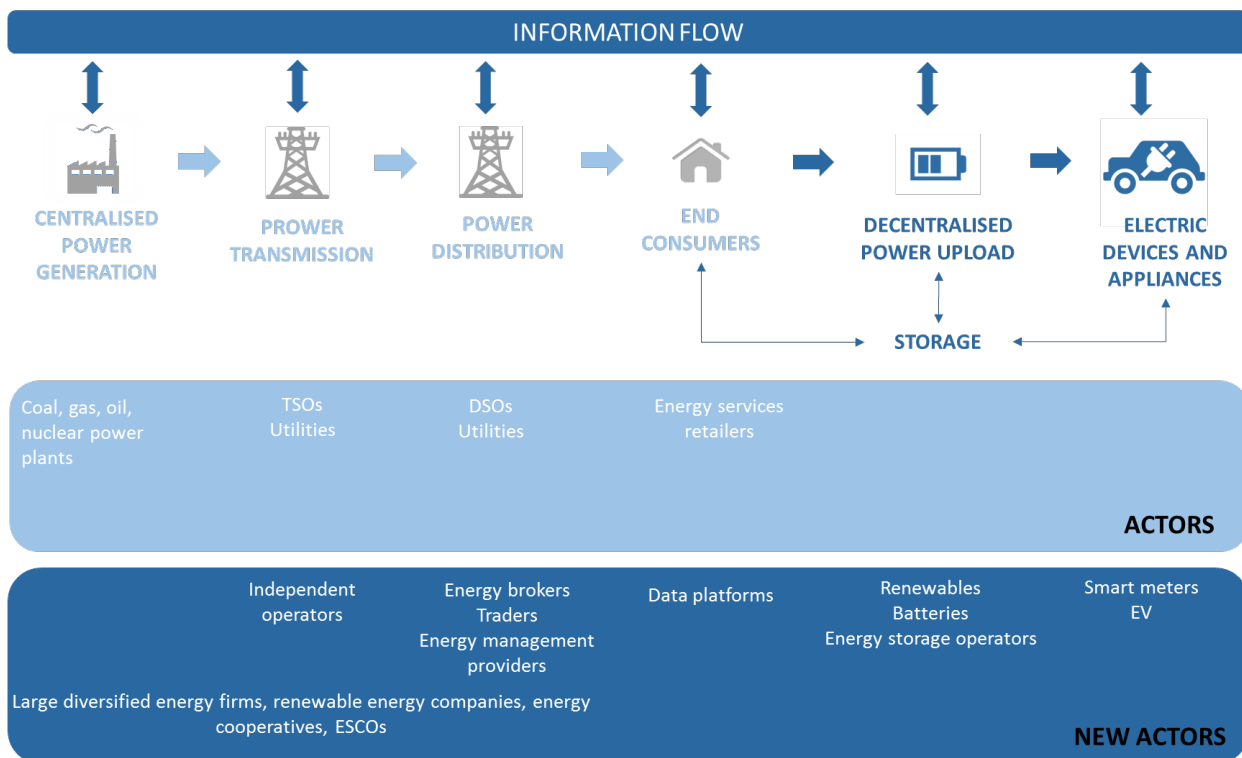 INFORMATION FLOW
CENTRALISED
POWER
GENERATION
PROWER
TRANSMISSION
POWER
DISTRIBUTION
END
CONSUMERS
DECENTRALISED
POWER UPLOAD
ELECTRIC
DEVICES AND
APPLIANCES
STORAGE
Coal, gas, oil,
nuclear power
plants
TSOs
Utilities
DSOs
Utilities
Energy services
retailers
ACTORS
Independent
operators
Energy brokers
Traders
Energy management
providers
Data platforms
Renewables
Batteries
Energy storage operators
Smart meters
EV
Large diversified energy firms, renewable energy companies, energy
cooperatives, ESCOs
NEW ACTORS